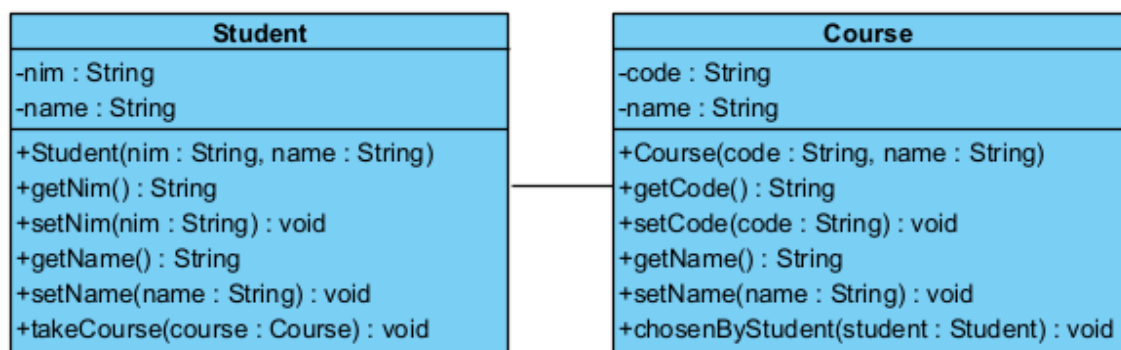 Student
-nim : String
-name : String
+Student(nim : String, name : String)
+getNim() : String
+setNim(nim : String) : void
+getName() : String
+setName(name : String) : void
+takeCourse(course : Course) : void
Course
-code : String
-name : String
+Course(code : String, name : String)
+getCode() : String
+setCode(code : String) : void
+getName() : String
+setName(name : String) : void
+chosenByStudent(student : Student) : void